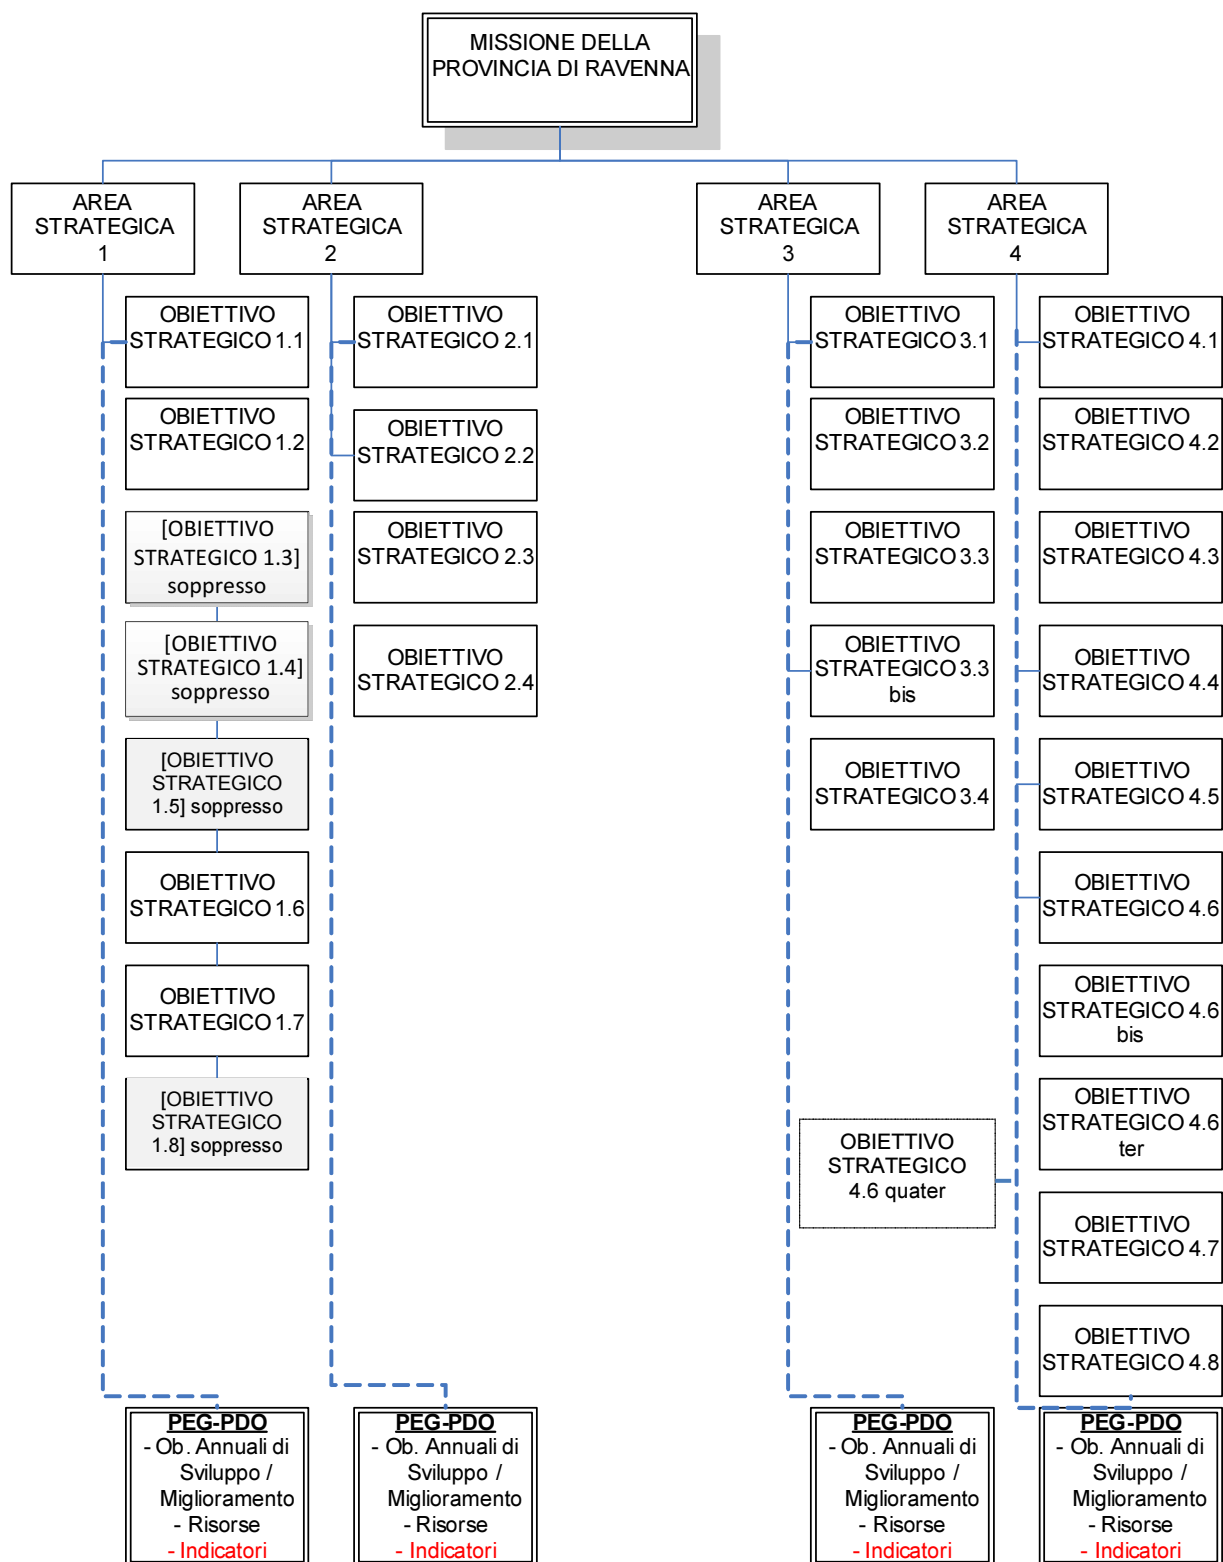 MISSIONE DELLA
PROVINCIA DI RAVENNA
AREA
STRATEGICA
1
AREA
STRATEGICA
2
AREA
STRATEGICA
3
AREA
STRATEGICA
4
OBIETTIVO
STRATEGICO 1.1
OBIETTIVO
STRATEGICO 1.2
[OBIETTIVO
STRATEGICO 1.3]
soppresso
[OBIETTIVO
STRATEGICO 1.4]
soppresso
[OBIETTIVO
STRATEGICO
1.5] soppresso
OBIETTIVO
STRATEGICO 1.6
OBIETTIVO
STRATEGICO 1.7
[OBIETTIVO
STRATEGICO
1.8] soppresso
OBIETTIVO
STRATEGICO 2.1
OBIETTIVO
STRATEGICO 2.2
OBIETTIVO
STRATEGICO 2.3
OBIETTIVO
STRATEGICO 2.4
OBIETTIVO
STRATEGICO 3.1
OBIETTIVO
STRATEGICO 3.2
OBIETTIVO
STRATEGICO 3.3
OBIETTIVO
STRATEGICO 3.3
bis
OBIETTIVO
STRATEGICO 3.4
OBIETTIVO
STRATEGICO 4.1
OBIETTIVO
STRATEGICO 4.2
OBIETTIVO
STRATEGICO 4.3
OBIETTIVO
STRATEGICO 4.4
OBIETTIVO
STRATEGICO 4.5
OBIETTIVO
STRATEGICO 4.6
OBIETTIVO
STRATEGICO 4.6
bis
OBIETTIVO
STRATEGICO 4.6
ter
OBIETTIVO
STRATEGICO
4.6 quater
OBIETTIVO
STRATEGICO 4.7
OBIETTIVO
STRATEGICO 4.8
PEG-PDO
- Ob. Annuali di
Sviluppo /
Miglioramento
- Risorse
- Indicatori
PEG-PDO
- Ob. Annuali di
Sviluppo /
Miglioramento
- Risorse
- Indicatori
PEG-PDO
- Ob. Annuali di
Sviluppo /
Miglioramento
- Risorse
- Indicatori
PEG-PDO
- Ob. Annuali di
Sviluppo /
Miglioramento
- Risorse
- Indicatori